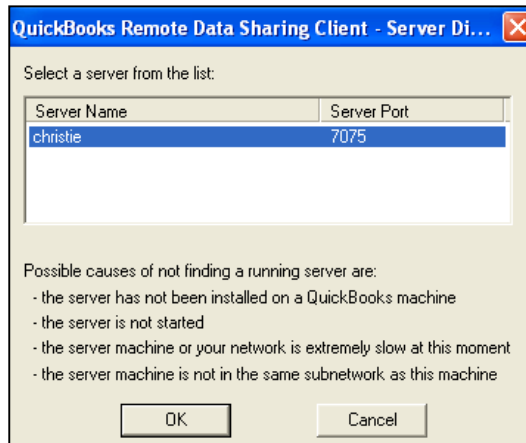 QuickBooks Remote Data Sharing Client - Server Di...
Select a server from the list:
Server Name Server Port
christie 7075
Possible causes of not finding a running server are:
- the server has not been installed on a QuickBooks machine
- the server is not started
- the server machine or your network is extremely slow at this moment
- the server machine is not in the same subnetwork as this machine
OK Cancel